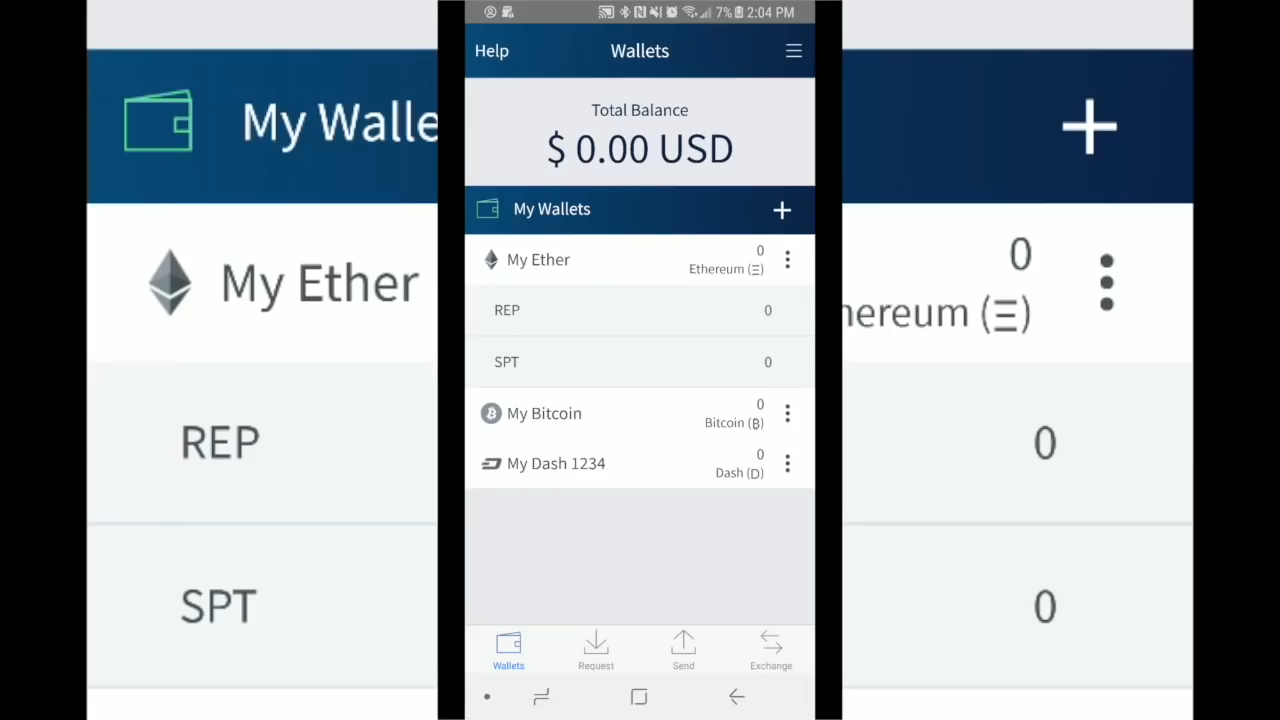 7% 2:04 PM
Help Wallets
Total Balance
$ 0.00 USD
My Wallets +
My Ether 0
Ethereum (Ξ)
REP 0
SPT 0
My Bitcoin 0
Bitcoin (฿)
My Dash 1234 0
Dash (D)
Wallets Request Send Exchange
My Walle +
My Ether 0
hereum (Ξ)
REP 0
SPT 0